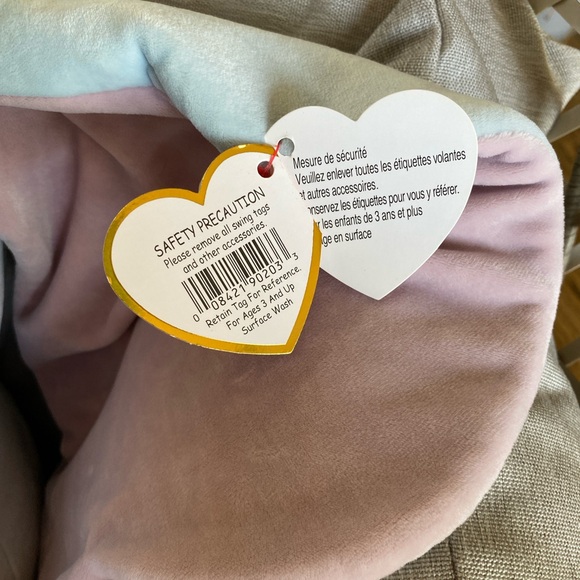 SAFETY PRECAUTION
Please remove all swing tags
and other accessories.
0 08421 90203 3
Retain Tag For Reference.
For Ages 3 And Up
Surface Wash
Mesure de sécurité
Veuillez enlever toutes les étiquettes volantes
et autres accessoires.
onservez les étiquettes pour vous y référer.
r les enfants de 3 ans et plus
ge en surface